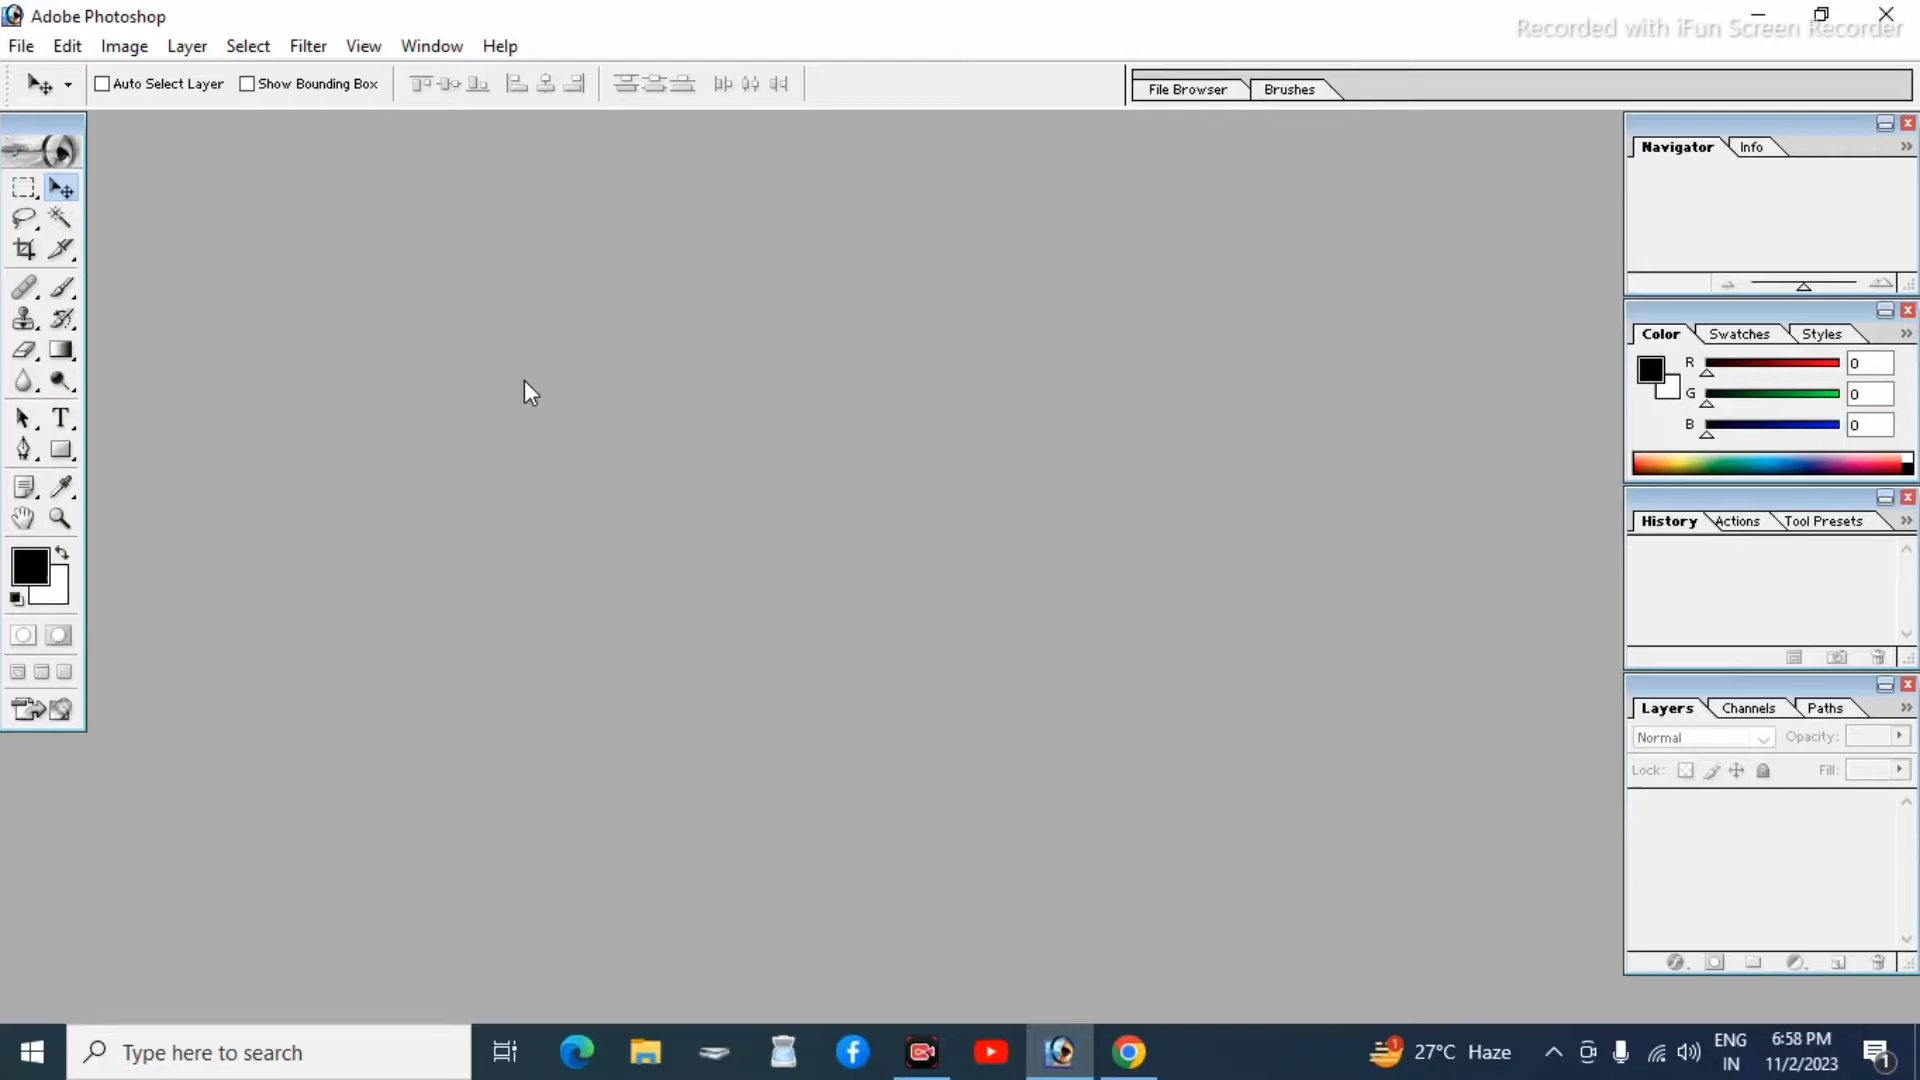 Adobe Photoshop
Recorded with iFun Screen Recorder
File Edit Image Layer Select Filter View Window Help
Auto Select Layer Show Bounding Box
File Browser Brushes
Navigator Info
Color Swatches Styles
R 0
G 0
B 0
History Actions Tool Presets
Layers Channels Paths
Normal Opacity:
Lock: Fill:
T
Type here to search
1 27°C Haze
ENG 6:58 PM
IN 11/2/2023
1